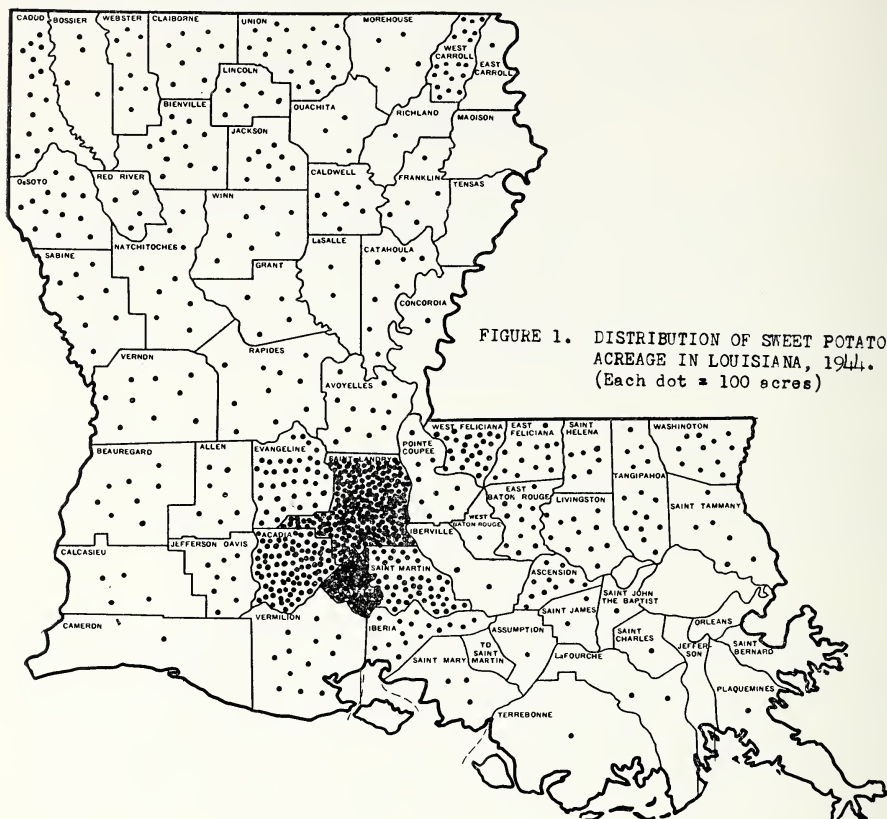 CADDO BOSSIER WEBSTER CLAIBORNE UNION MOREHOUSE
WEST
CARROLL
EAST
CARROLL
LINCOLN
BIENVILLE
OUACHITA
RICHLAND
MADISON
JACKSON
DeSOTO
RED RIVER
CALDWELL
FRANKLIN
TENSAS
WINN
NATCHITOCHES
LaSALLE
CATAHOULA
SABINE
GRANT
CONCORDIA
FIGURE 1. DISTRIBUTION OF SWEET POTATO
ACREAGE IN LOUISIANA, 1944.
(Each dot = 100 acres)
VERNON
RAPIDES
AVOYELLES
BEAUREGARD
ALLEN
EVANGELINE
SAINT LANDRY
POINTE
COUPEE
WEST FELICIANA
EAST
FELICIANA
SAINT
HELENA
WASHINGTON
TANGIPAHOA
EAST
BATON ROUGE
LIVINGSTON
SAINT TAMMANY
WEST
BATON ROUGE
CALCASIEU
JEFFERSON DAVIS
ACADIA
SAINT MARTIN
IBERVILLE
ASCENSION
SAINT JOHN
THE BAPTIST
SAINT JAMES
CAMERON
VERMILION
IBERIA
ASSUMPTION
SAINT
CHARLES
ORLEANS
JEFFER-
SON
SAINT
BERNARD
SAINT MARY
TO
SAINT
MARTIN
LaFOURCHE
PLAQUEMINES
TERREBONNE